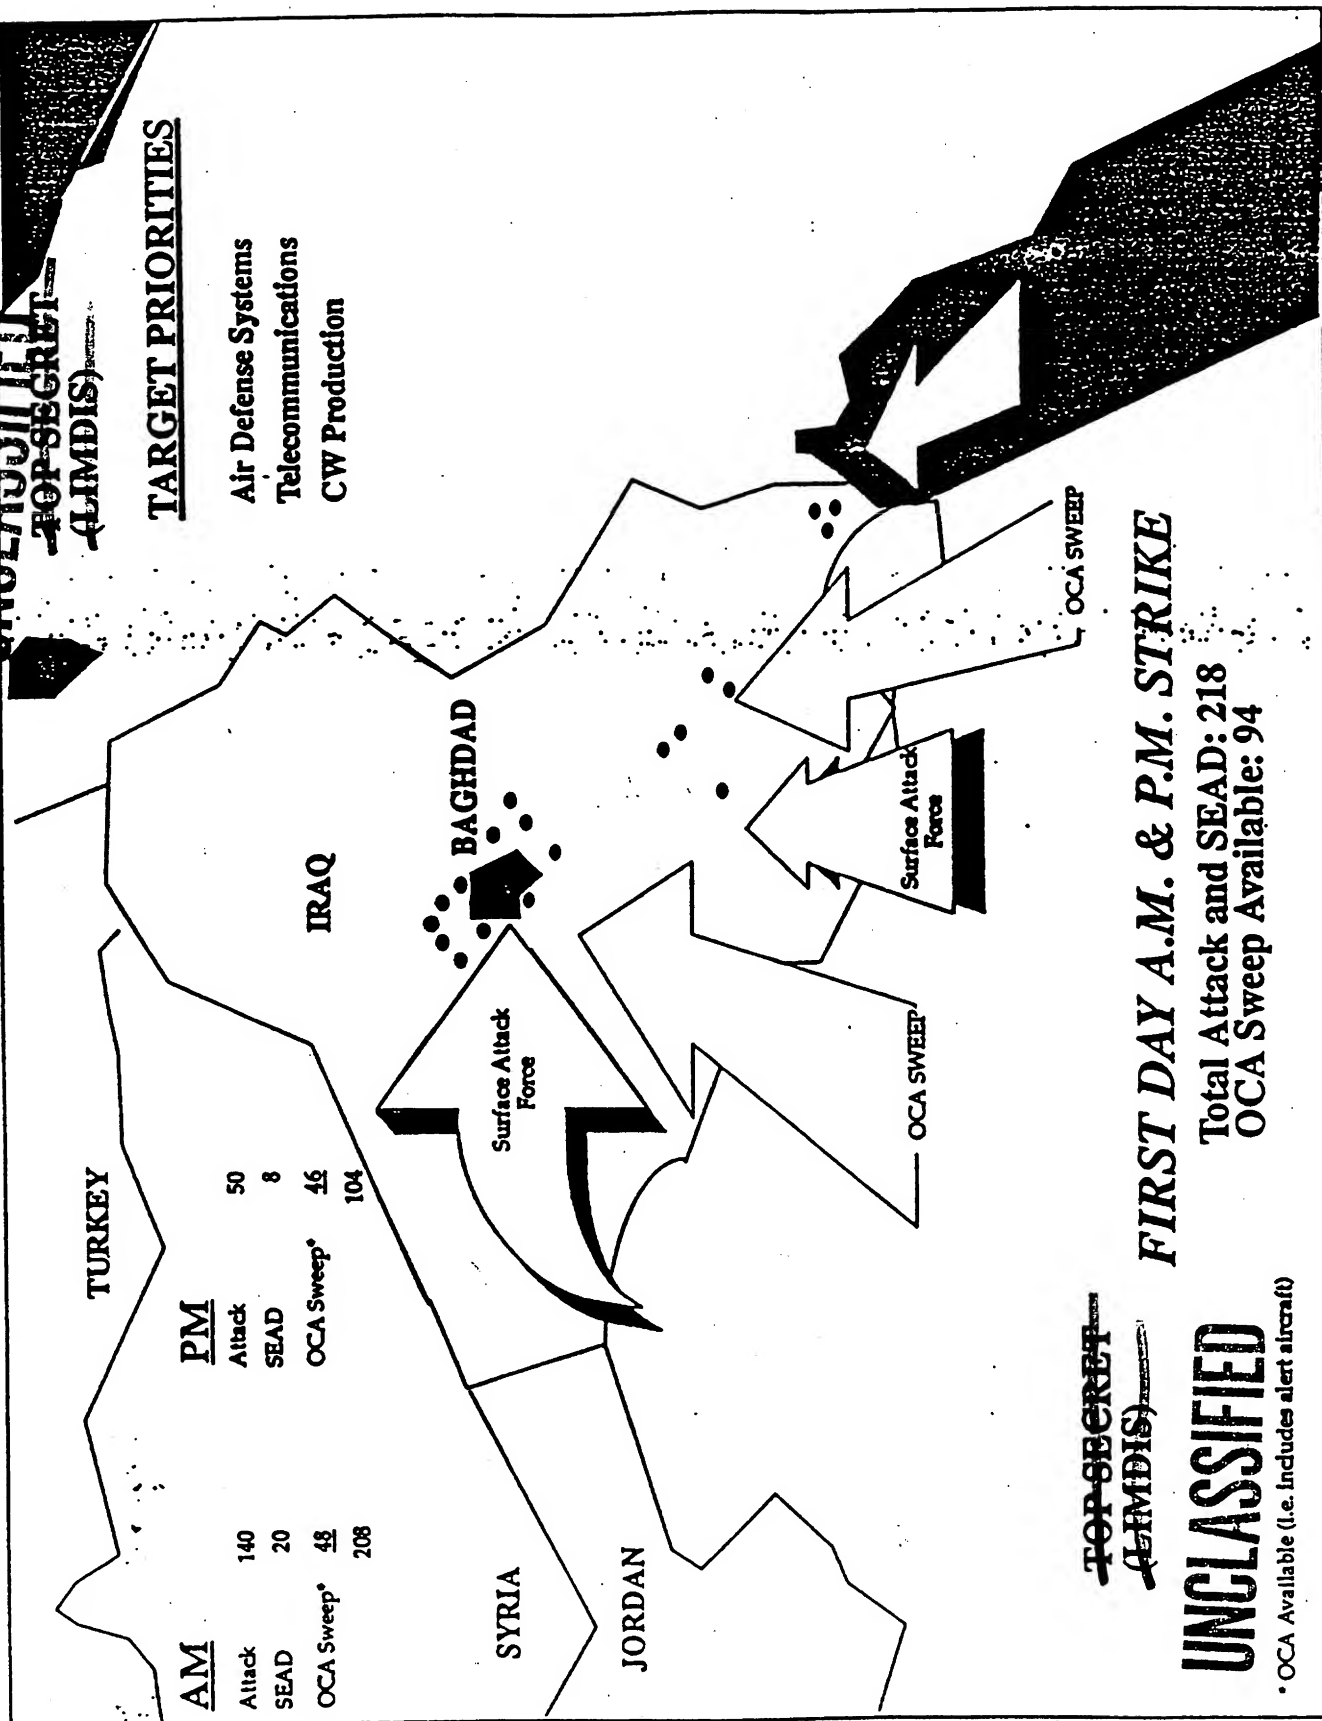 UNCLASSIFIED
TOP SECRET
(LIMDIS)
TARGET PRIORITIES
Air Defense Systems
Telecommunications
CW Production
TURKEY
AM
Attack 140
SEAD 20
OCA Sweep* 48
208
PM
Attack 50
SEAD 8
OCA Sweep* 46
104
IRAQ
BAGHDAD
SYRIA
JORDAN
Surface Attack
Force
Surface Attack
Force
OCA SWEEP
OCA SWEEP
TOP SECRET
(LIMDIS)
FIRST DAY A.M. & P.M. STRIKE
Total Attack and SEAD: 218
OCA Sweep Available: 94
UNCLASSIFIED
* OCA Available (I.e. includes alert aircraft)